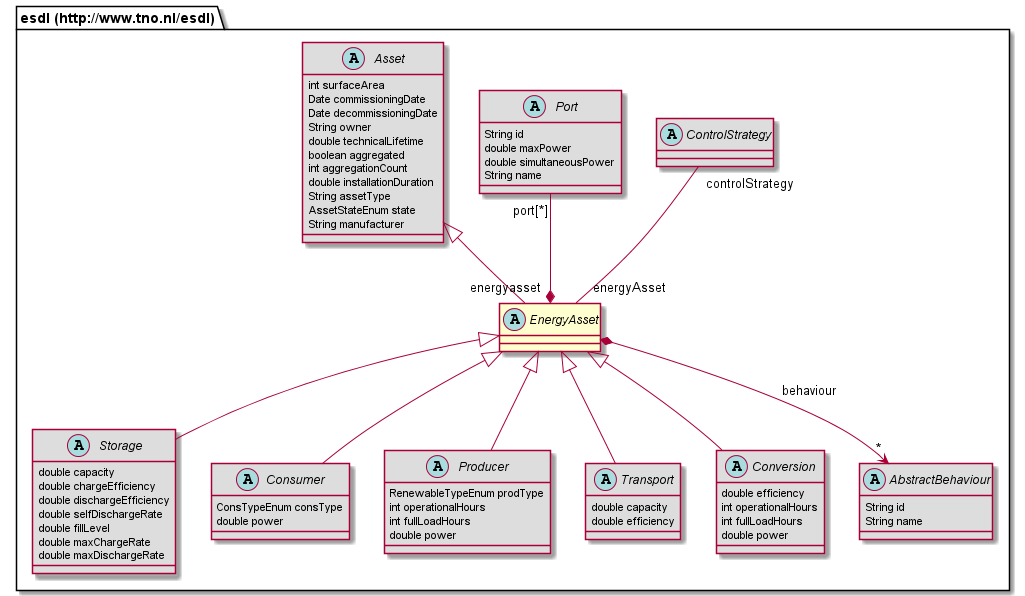 esdl (http://www.tno.nl/esdl)
A Asset
int surfaceArea
Date commissioningDate
Date decommissioningDate
String owner
double technicalLifetime
boolean aggregated
int aggregationCount
double installationDuration
String assetType
AssetStateEnum state
String manufacturer
A Port
String id
double maxPower
double simultaneousPower
String name
A ControlStrategy
controlStrategy
port[*]
energyasset
energyAsset
A EnergyAsset
behaviour
*
A Storage
double capacity
double chargeEfficiency
double dischargeEfficiency
double selfDischargeRate
double fillLevel
double maxChargeRate
double maxDischargeRate
A Consumer
ConsTypeEnum consType
double power
A Producer
RenewableTypeEnum prodType
int operationalHours
int fullLoadHours
double power
A Transport
double capacity
double efficiency
A Conversion
double efficiency
int operationalHours
int fullLoadHours
double power
A AbstractBehaviour
String id
String name